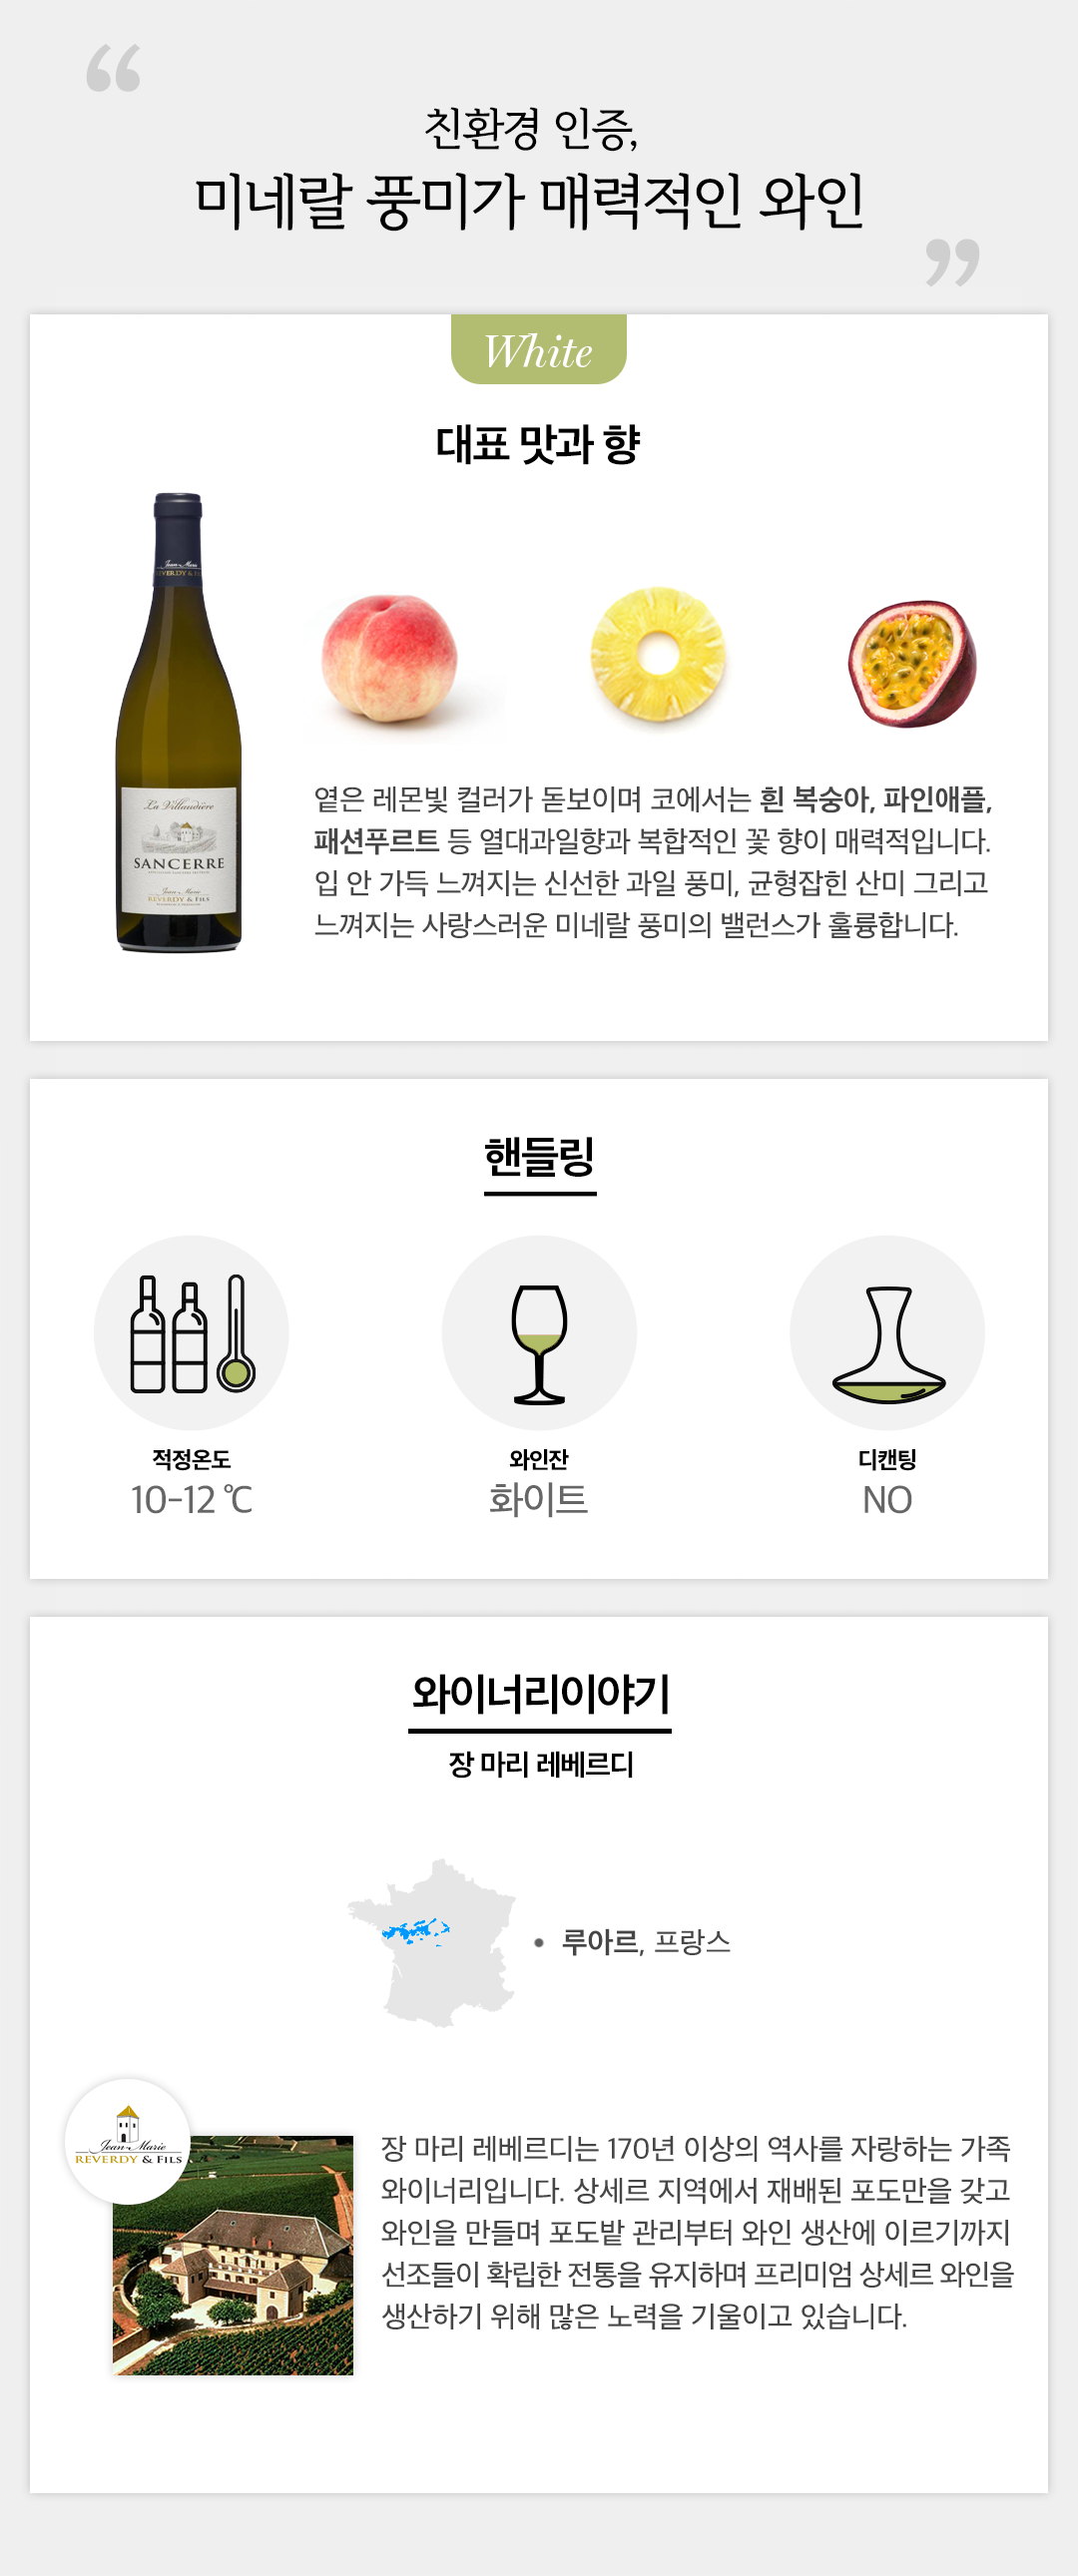 “
친환경 인증,
미네랄 풍미가 매력적인 와인
”
White
대표 맛과 향
Jean-Marie
REVERDY & FILS
La Villaudière
SANCERRE
Jean-Marie
REVERDY & FILS
옅은 레몬빛 컬러가 돋보이며 코에서는 흰 복숭아, 파인애플,
패션푸르트 등 열대과일향과 복합적인 꽃 향이 매력적입니다.
입 안 가득 느껴지는 신선한 과일 풍미, 균형잡힌 산미 그리고
느껴지는 사랑스러운 미네랄 풍미의 밸런스가 훌륭합니다.
핸들링
적정온도
10-12 ℃
와인잔
화이트
디캔팅
NO
와이너리이야기
장 마리 레베르디
• 루아르, 프랑스
Jean-Marie
REVERDY & FILS
장 마리 레베르디는 170년 이상의 역사를 자랑하는 가족
와이너리입니다. 상세르 지역에서 재배된 포도만을 갖고
와인을 만들며 포도밭 관리부터 와인 생산에 이르기까지
선조들이 확립한 전통을 유지하며 프리미엄 상세르 와인을
생산하기 위해 많은 노력을 기울이고 있습니다.